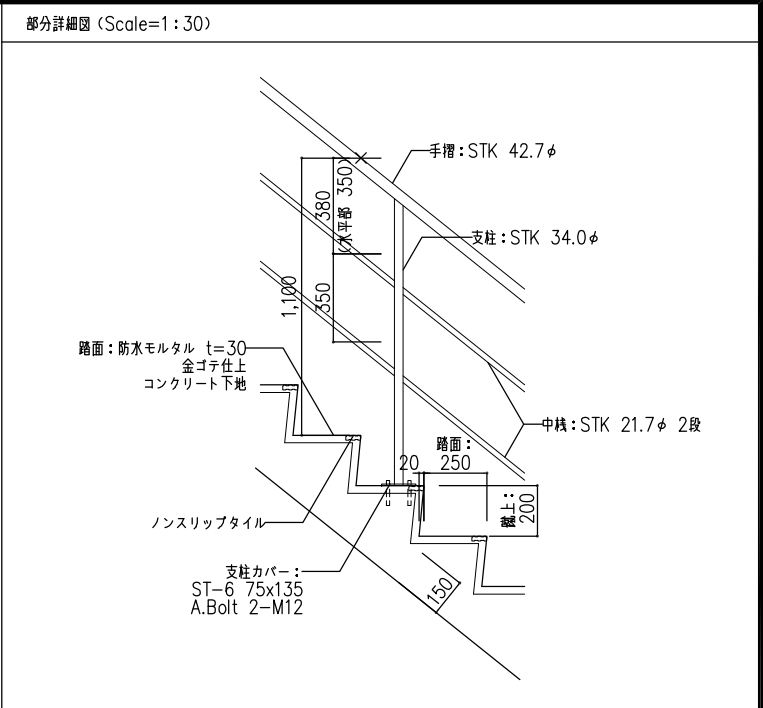 部分詳細図(Scale=1:30)
手摺:STK 42.7φ
380
(水平部 350)
支柱:STK 34.0φ
1,100
350
踏面:防水モルタル t=30
金ゴテ仕上
コンクリート下地
中桟:STK 21.7φ 2段
踏面:
20 250
蹴上:
200
ノンスリップタイル
支柱カバー:
ST-6 75x135
A.Bolt 2-M12
150